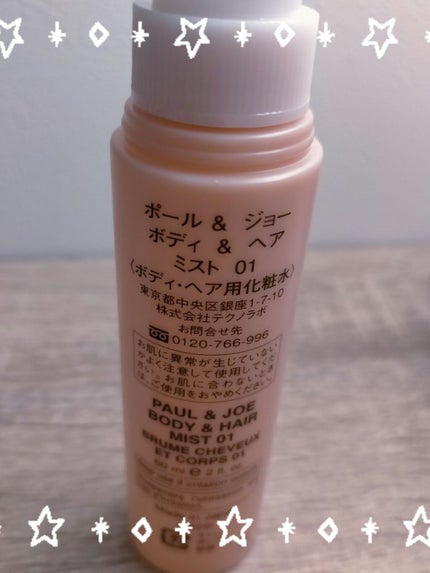 ポール & ジョー
ボディ & ヘア
ミスト 01
(ボディ・ヘア用化粧水)
東京都中央区銀座1-7-10
株式会社テクノラボ
お問合せ先
0120-766-996
お肌に異常が生じていない
かよく注意して使用してくだ
さい。お肌に合わないとき
は、ご使用をおやめください。
PAUL & JOE
BODY & HAIR
MIST 01
BRUME CHEVEUX
ET CORPS 01
60 ml e 2 fl. oz.